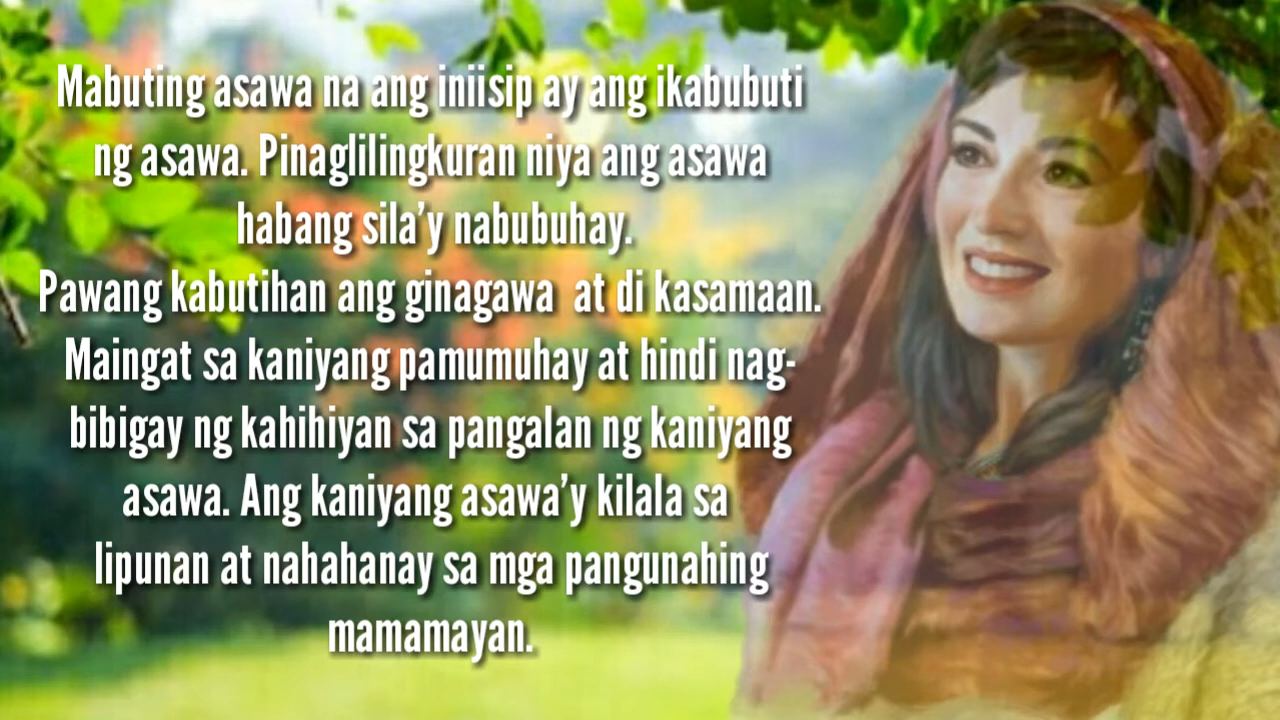 Mabuting asawa na ang iniisip ay ang ikabubuti
ng asawa. Pinaglilingkuran niya ang asawa
habang sila'y nabubuhay.
Pawang kabutihan ang ginagawa at di kasamaan.
Maingat sa kaniyang pamumuhay at hindi nag-
bibigay ng kahihiyan sa pangalan ng kaniyang
asawa. Ang kaniyang asawa'y kilala sa
lipunan at nahahanay sa mga pangunahing
mamamayan.